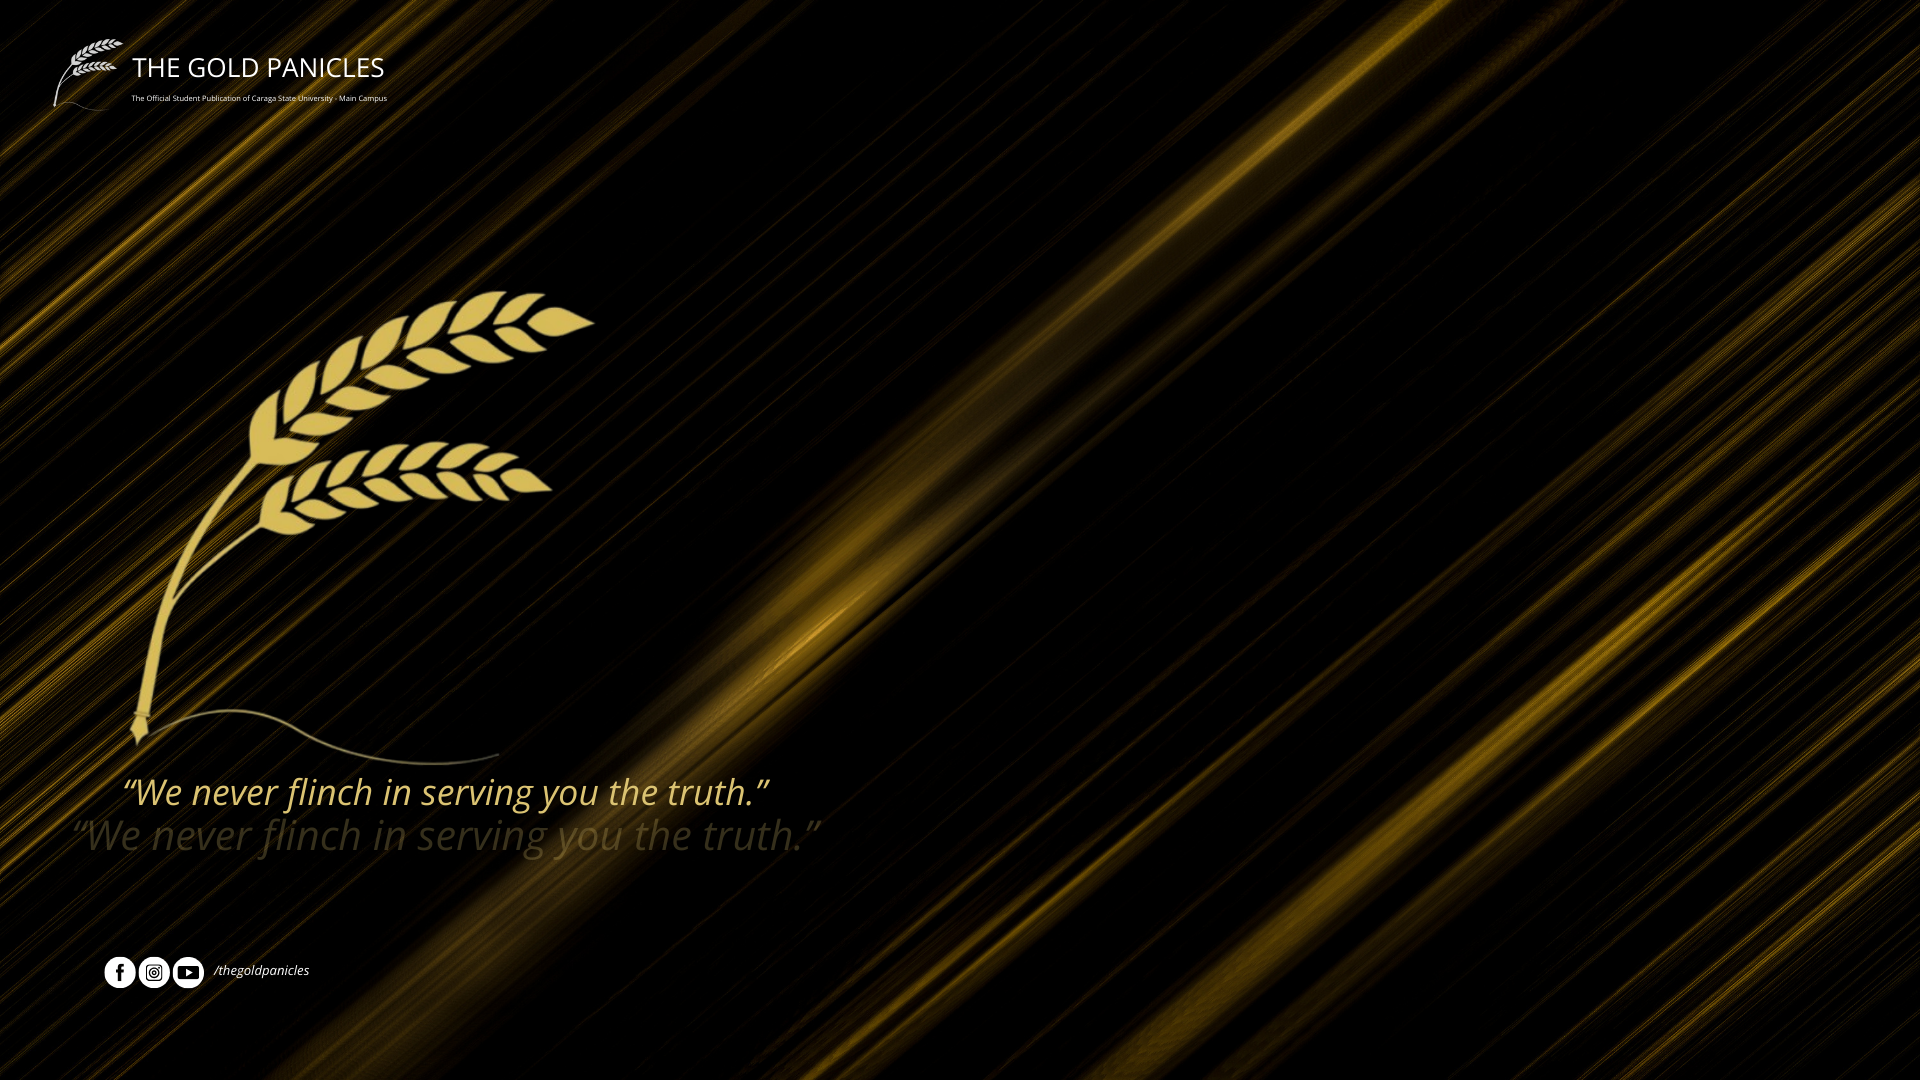 THE GOLD PANICLES
The Official Student Publication of Caraga State University - Main Campus
“We never flinch in serving you the truth.”
“We never flinch in serving you the truth.”
/thegoldpanicles